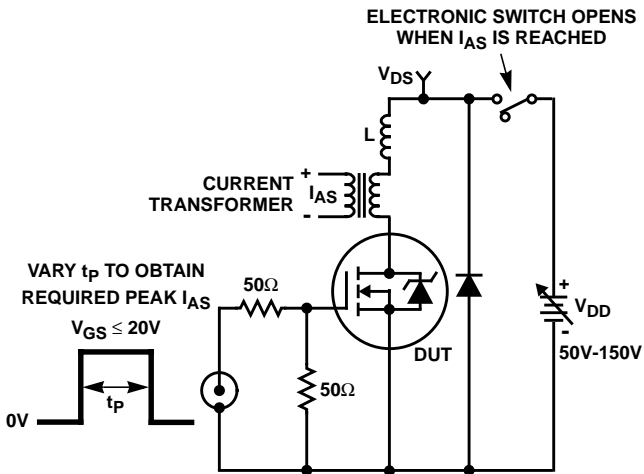 ELECTRONIC SWITCH OPENS
WHEN IAS IS REACHED
VDS
L
CURRENT
TRANSFORMER
+
IAS
-
VARY tP TO OBTAIN
REQUIRED PEAK IAS
VGS ≤ 20V
0V
tP
50Ω
50Ω
DUT
+
VDD
-
50V-150V